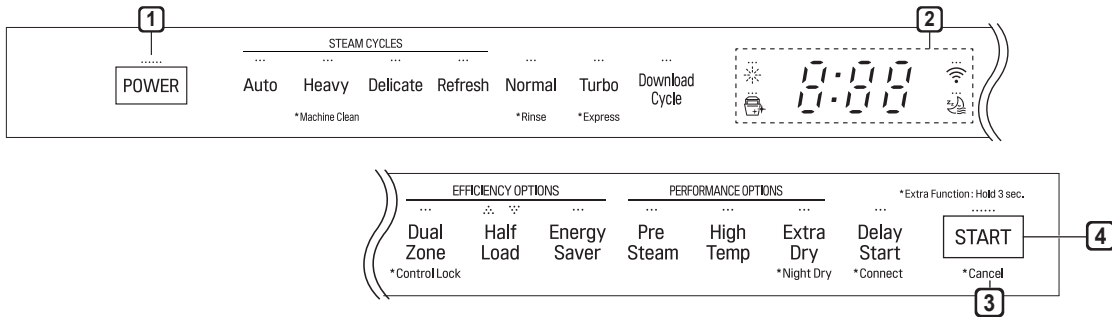 1
2
STEAM CYCLES
POWER
Auto
Heavy
Delicate
Refresh
Normal
Turbo
Download
Cycle
*Machine Clean
*Rinse
*Express
8:88
EFFICIENCY OPTIONS
PERFORMANCE OPTIONS
*Extra Function: Hold 3 sec.
Dual
Zone
Half
Load
Energy
Saver
Pre
Steam
High
Temp
Extra
Dry
Delay
Start
START
4
*Control Lock
*Night Dry
*Connect
*Cancel
3